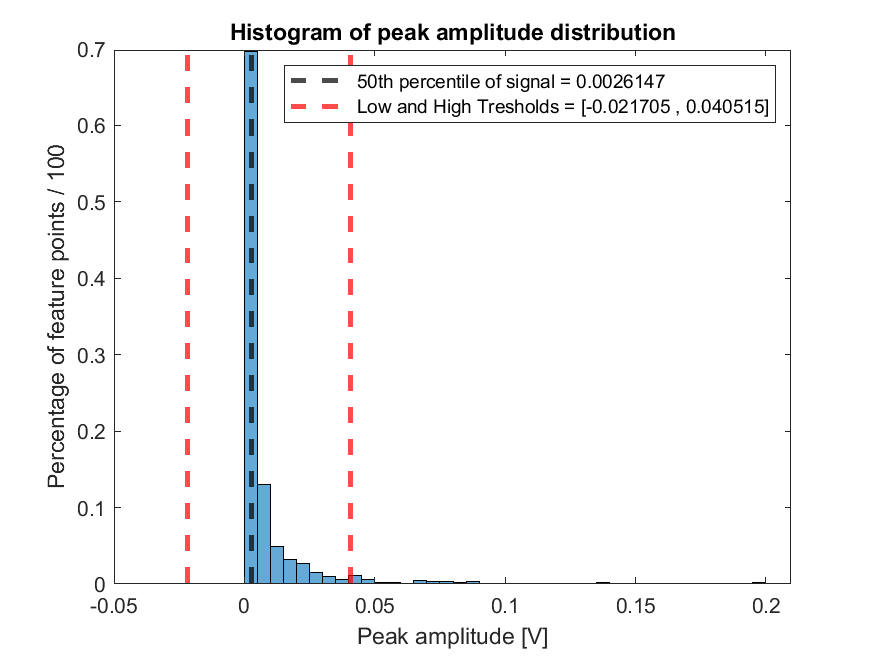 Histogram of peak amplitude distribution
50th percentile of signal = 0.0026147
Low and High Tresholds = [-0.021705 , 0.040515]
Percentage of feature points / 100
0.7
0.6
0.5
0.4
0.3
0.2
0.1
0
-0.05
0
0.05
0.1
0.15
0.2
Peak amplitude [V]